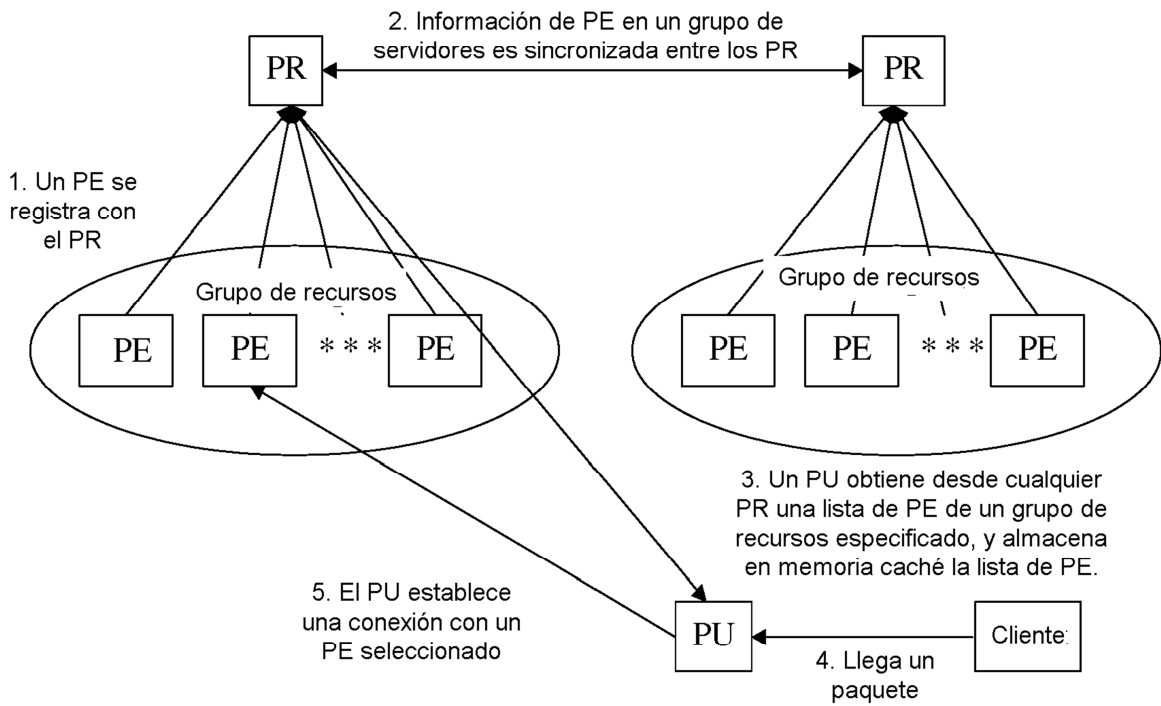 2. Información de PE en un grupo de
servidores es sincronizada entre los PR
PR
PR
1. Un PE se
registra con
el PR
Grupo de recursos
PE
PE
* * *
PE
Grupo de recursos
PE
PE
* * *
PE
3. Un PU obtiene desde cualquier
PR una lista de PE de un grupo de
recursos especificado, y almacena
en memoria caché la lista de PE.
5. El PU establece
una conexión con un
PE seleccionado
PU
Cliente
4. Llega un
paquete